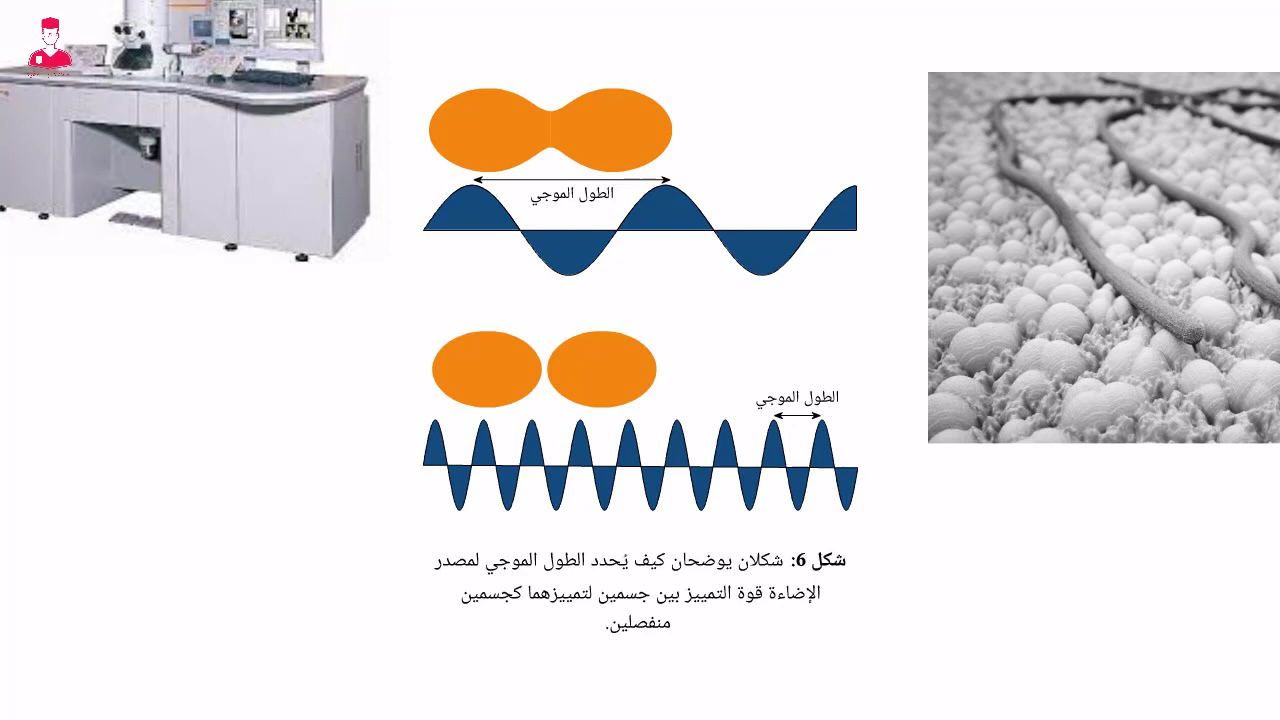 الطول الموجي
الطول الموجي
شكل 6: شكلان يوضحان كيف يُحدد الطول الموجي لمصدر
الإضاءة قوة التمييز بين جسمين لتمييزهما كجسمين
منفصلين.